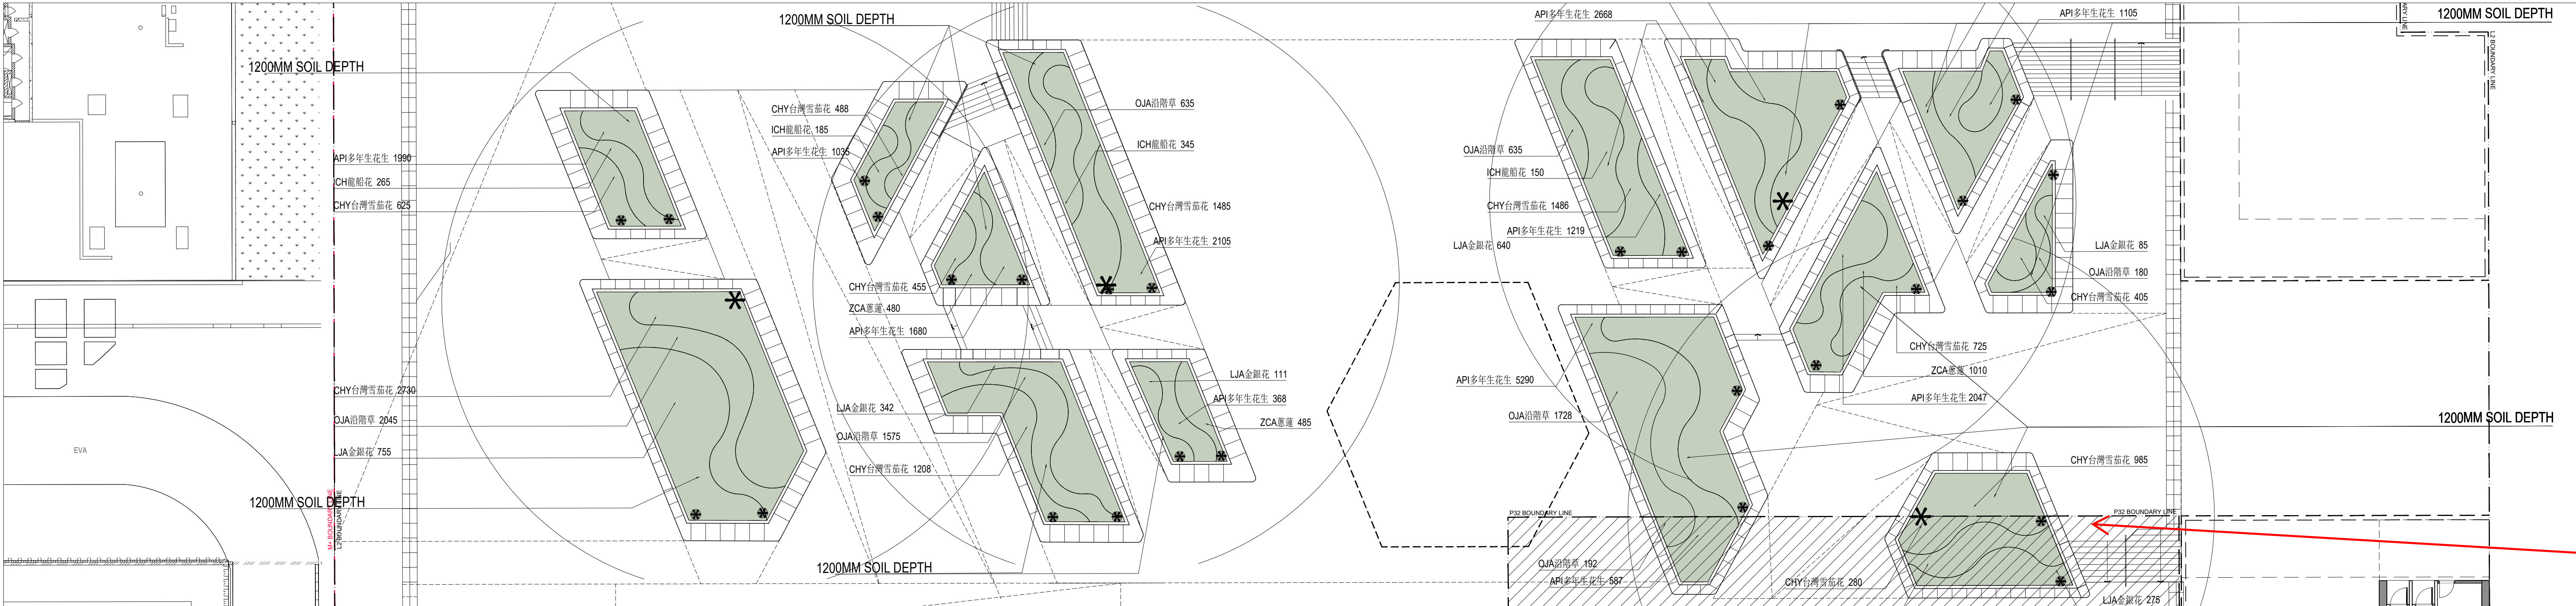 1200MM SOIL DEPTH
1200MM SOIL DEPTH
API多年生花生 1990
ICH龍船花 265
CHY台灣雪茄花 625
CHY台灣雪茄花 2730
OJA沿階草 2045
LJA金銀花 755
1200MM SOIL DEPTH
EVA
M+ BOUNDARY LINE
L2 BOUNDARY LINE
CHY台灣雪茄花 488
ICH龍船花 185
API多年生花生 1035
OJA沿階草 635
ICH龍船花 345
CHY台灣雪茄花 1485
API多年生花生 2105
CHY台灣雪茄花 455
ZCA蔥蓮 480
API多年生花生 1680
LJA金銀花 342
OJA沿階草 1575
CHY台灣雪茄花 1208
LJA金銀花 111
API多年生花生 368
ZCA蔥蓮 485
1200MM SOIL DEPTH
API多年生花生 2668
API多年生花生 1105
1200MM SOIL DEPTH
ARY LINE
L2 BOUNDARY LINE
OJA沿階草 635
ICH龍船花 150
CHY台灣雪茄花 1486
API多年生花生 1219
LJA金銀花 640
LJA金銀花 85
OJA沿階草 180
CHY台灣雪茄花 405
CHY台灣雪茄花 725
ZCA蔥蓮 1010
API多年生花生 2047
API多年生花生 5290
OJA沿階草 1728
1200MM SOIL DEPTH
CHY台灣雪茄花 985
P32 BOUNDARY LINE
P32 BOUNDARY LINE
OJA沿階草 192
API多年生花生 587
CHY台灣雪茄花 280
LJA金銀花 275